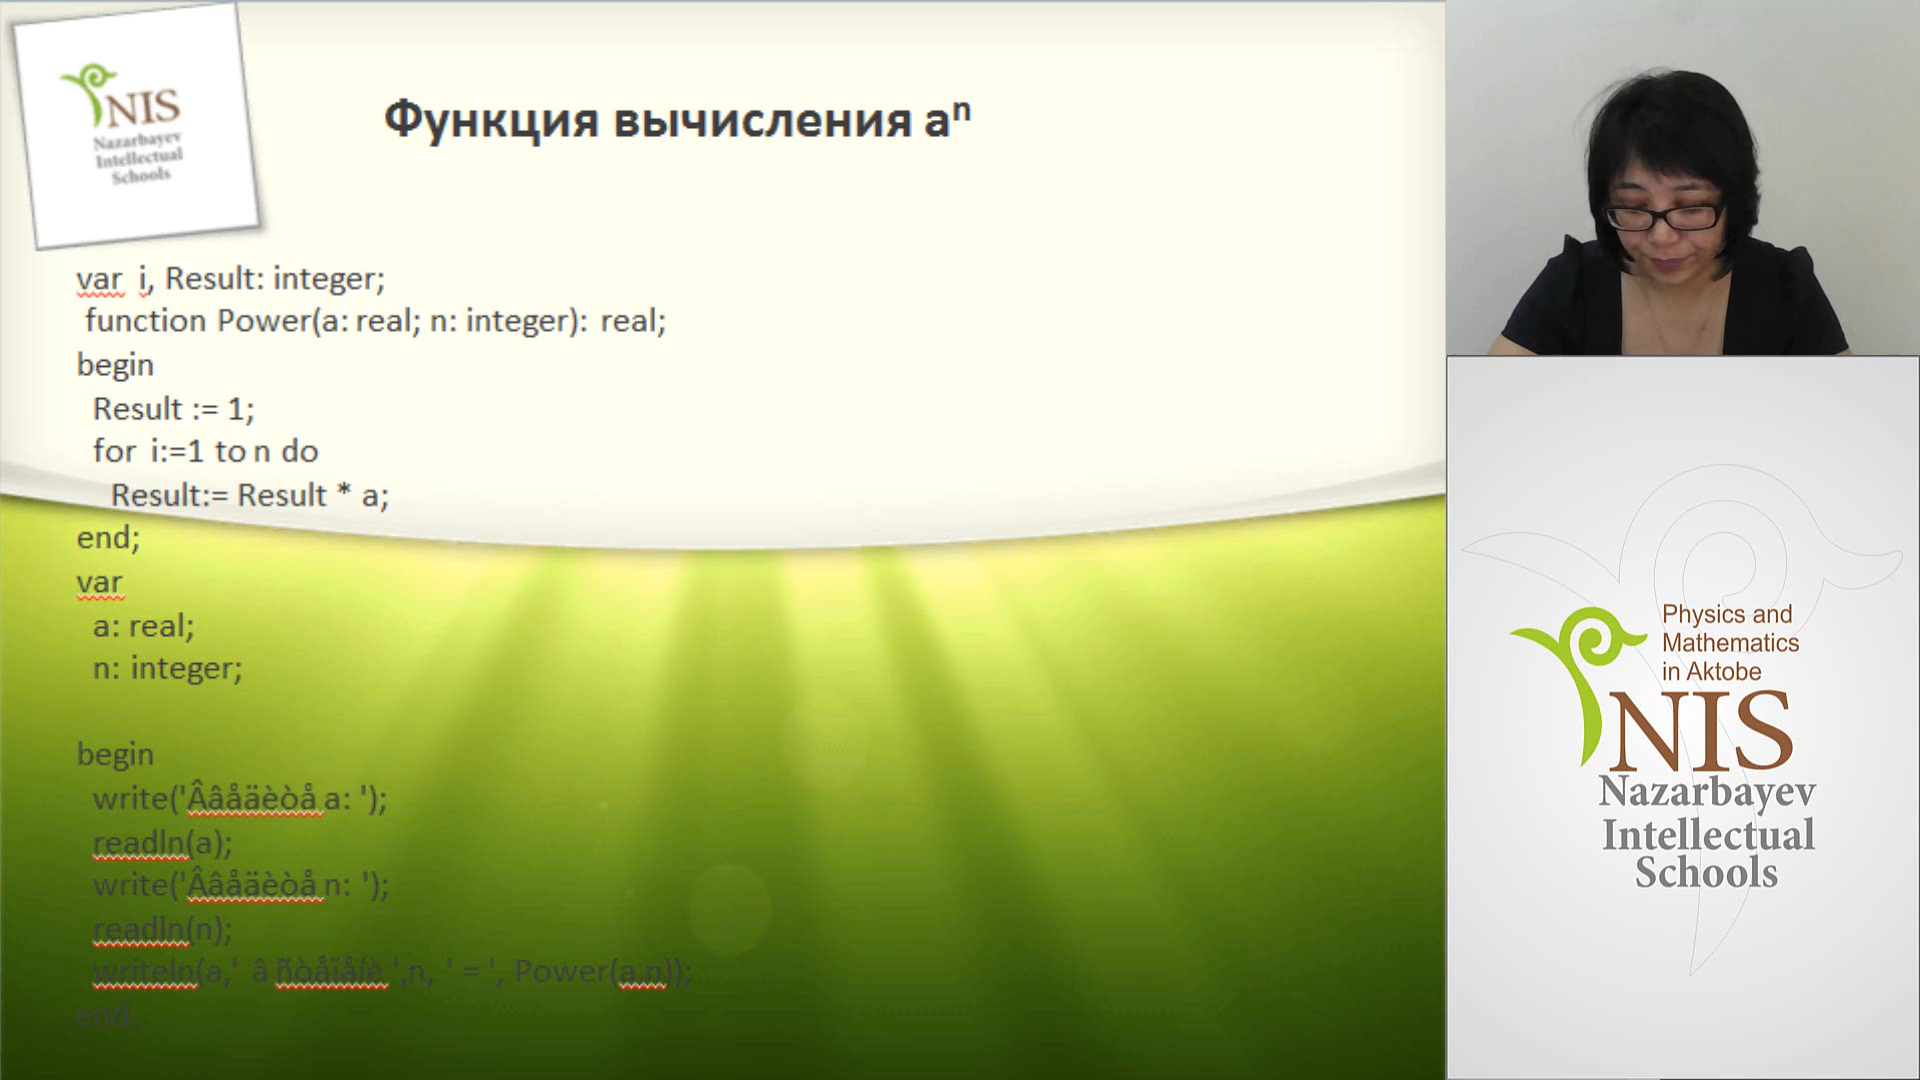 NIS
Nazarbayev
Intellectual
Schools
Функция вычисления aⁿ
var i, Result: integer;
function Power(a: real; n: integer): real;
begin
Result := 1;
for i:=1 to n do
Result:= Result * a;
end;
var
a: real;
n: integer;
begin
write('Ââåäèòå a: ');
readln(a);
write('Ââåäèòå n: ');
readln(n);
writeln(a,' â ñòåïåíè ',n, ' = ', Power(a,n));
end.
Physics and
Mathematics
in Aktobe
NIS
Nazarbayev
Intellectual
Schools